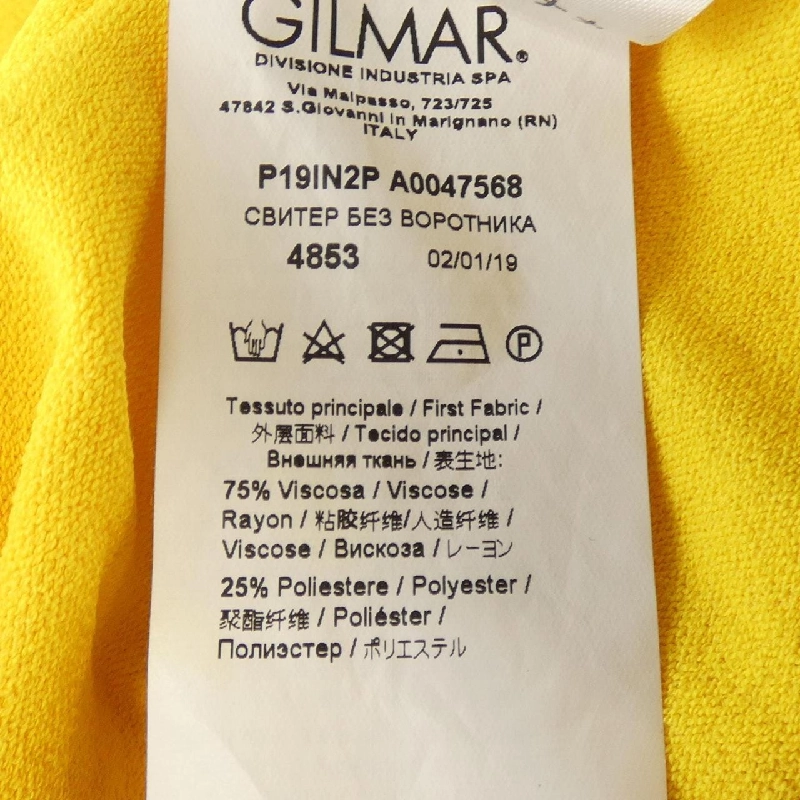 GILMAR®
DIVISIONE INDUSTRIA SPA
Via Malpasso, 723/725
47842 S.Giovanni in Marignano (RN)
ITALY
P19IN2P A0047568
СВИТЕР БЕЗ ВОРОТНИКА
4853 02/01/19
P
Tessuto principale / First Fabric /
外层面料 / Tecido principal /
Внешняя ткань / 表生地:
75% Viscosa / Viscose /
Rayon / 粘胶纤维/人造纤维 /
Viscose / Вискоза / レーヨン
25% Poliestere / Polyester /
聚酯纤维 / Poliéster /
Полиэстер / ポリエステル